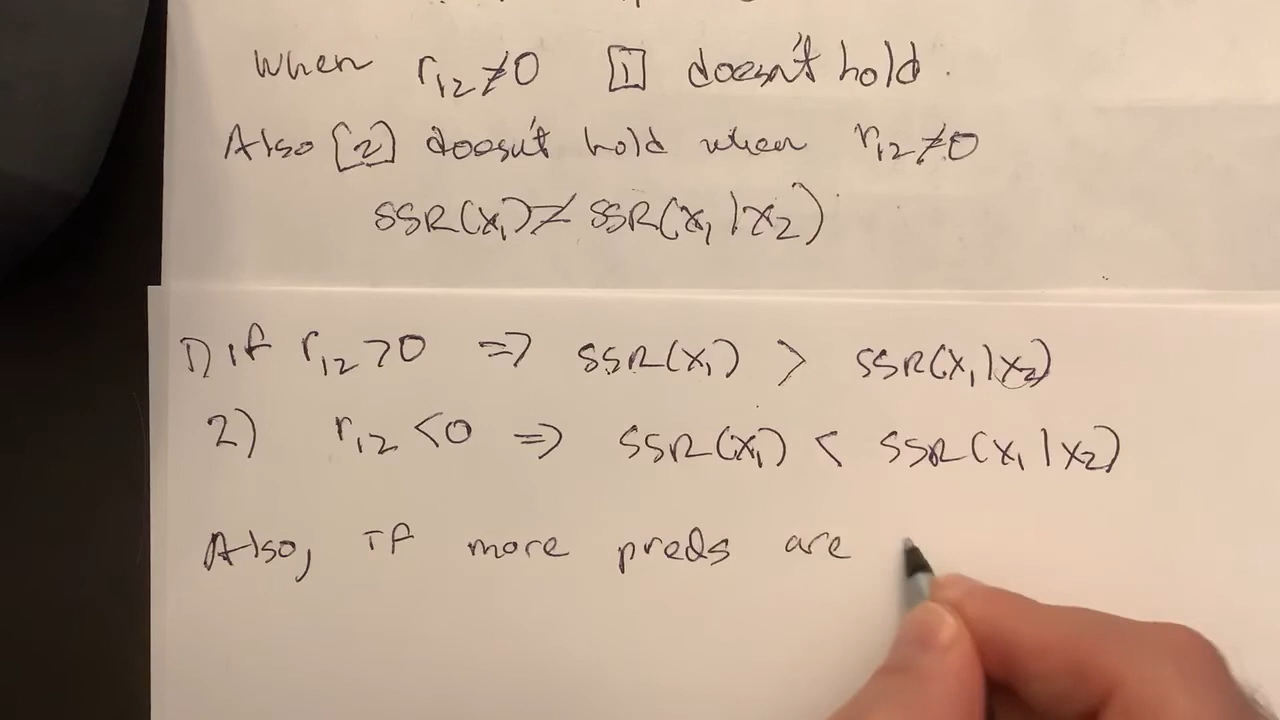 When r₁₂≠0 [1] doesn't hold.
Also [2] doesn't hold when r₁₂≠0
SSR(x₁)≠ SSR(x₁|x₂)
1) if r₁₂>0 => SSR(x₁) > SSR(x₁|x₂)
2) r₁₂<0 => SSR(x₁) < SSR(x₁|x₂)
Also, if more preds are